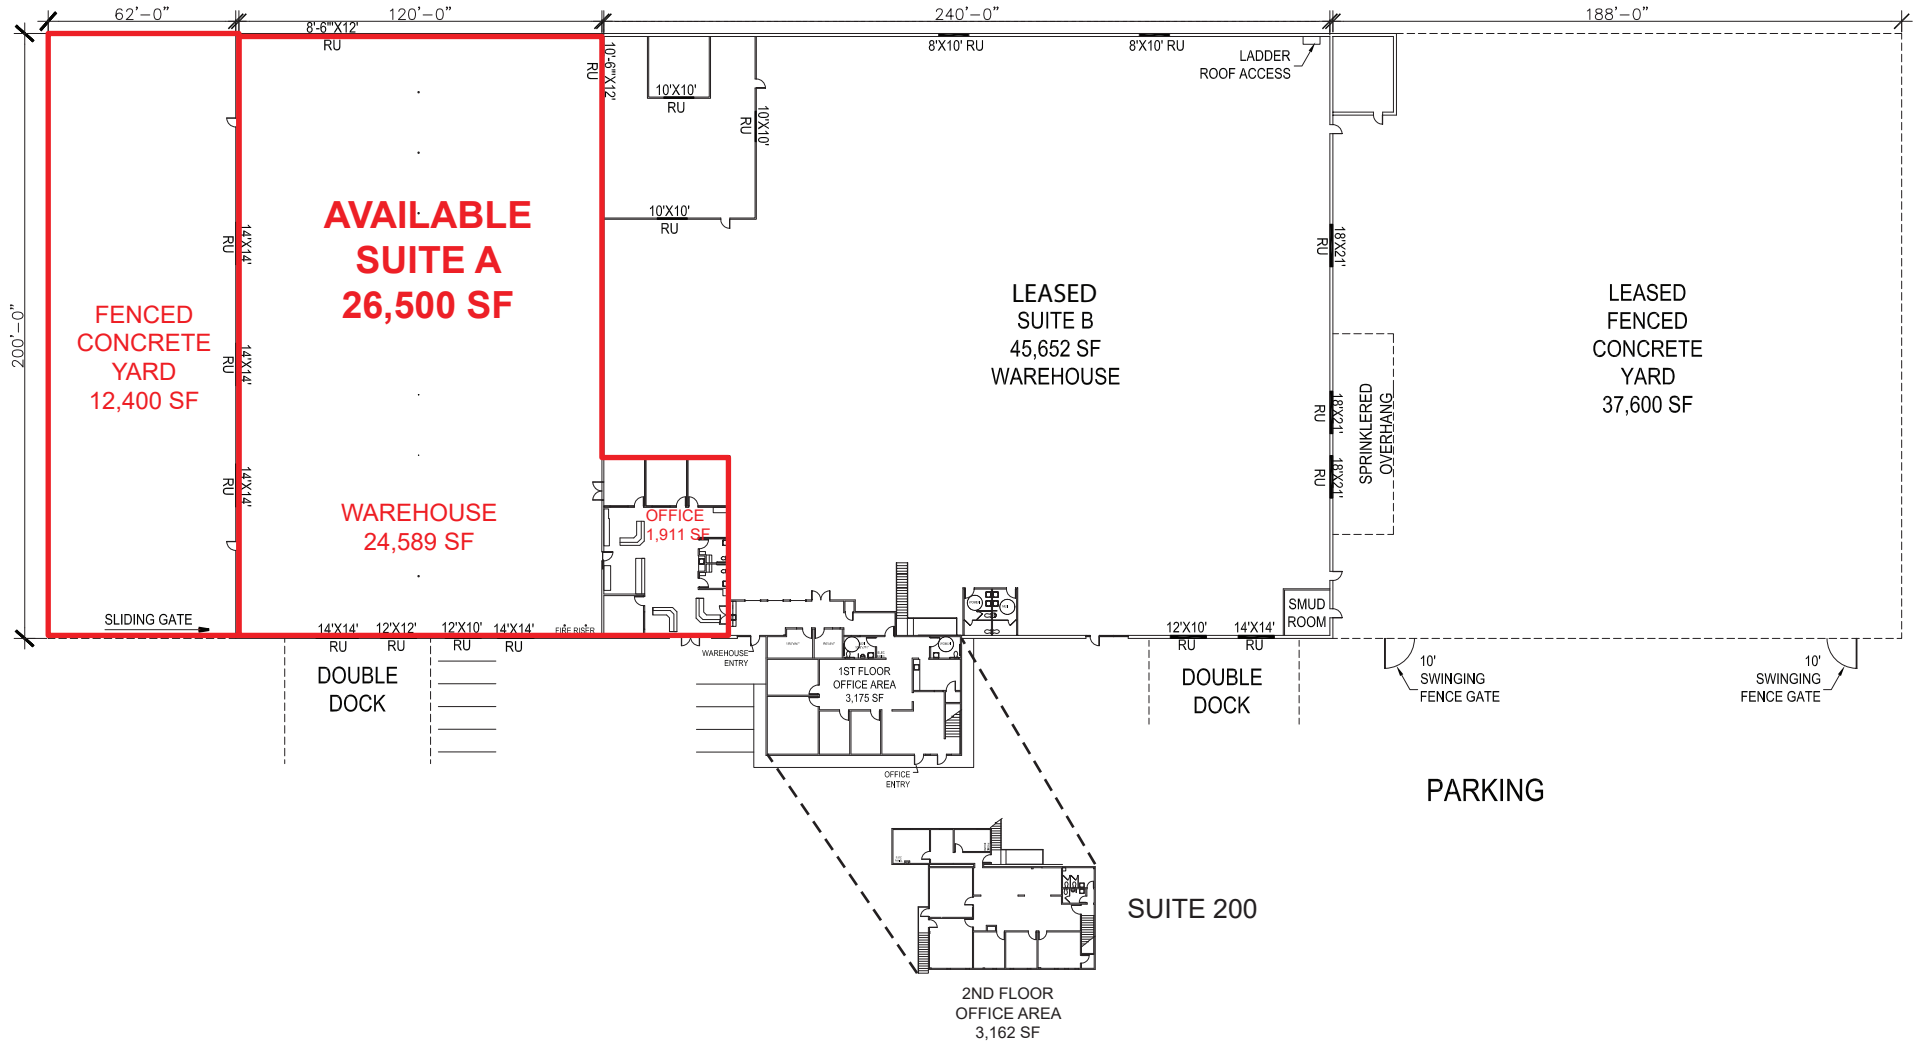 62'-0"
120'-0"
240'-0"
188'-0"
200'-0"
8'-6"'X12'
RU
10'-6"'X12'
RU
10'X10'
RU
10'X10'
RU
10'X10'
RU
8'X10' RU
8'X10' RU
LADDER
ROOF ACCESS
AVAILABLE
SUITE A
26,500 SF
FENCED
CONCRETE
YARD
12,400 SF
14'X14'
RU
14'X14'
RU
14'X14'
RU
LEASED
SUITE B
45,652 SF
WAREHOUSE
18'X21'
RU
18'X21'
RU
18'X21'
RU
SPRINKLERED
OVERHANG
LEASED
FENCED
CONCRETE
YARD
37,600 SF
WAREHOUSE
24,589 SF
OFFICE
1,911 SF
SLIDING GATE
FIRE RISER
SMUD
ROOM
14'X14'
RU
12'X12'
RU
12'X10'
RU
14'X14'
RU
12'X10'
RU
14'X14'
RU
DOUBLE
DOCK
WAREHOUSE
ENTRY
1ST FLOOR
OFFICE AREA
3,175 SF
OFFICE
ENTRY
DOUBLE
DOCK
10'
SWINGING
FENCE GATE
10'
SWINGING
FENCE GATE
PARKING
SUITE 200
2ND FLOOR
OFFICE AREA
3,162 SF